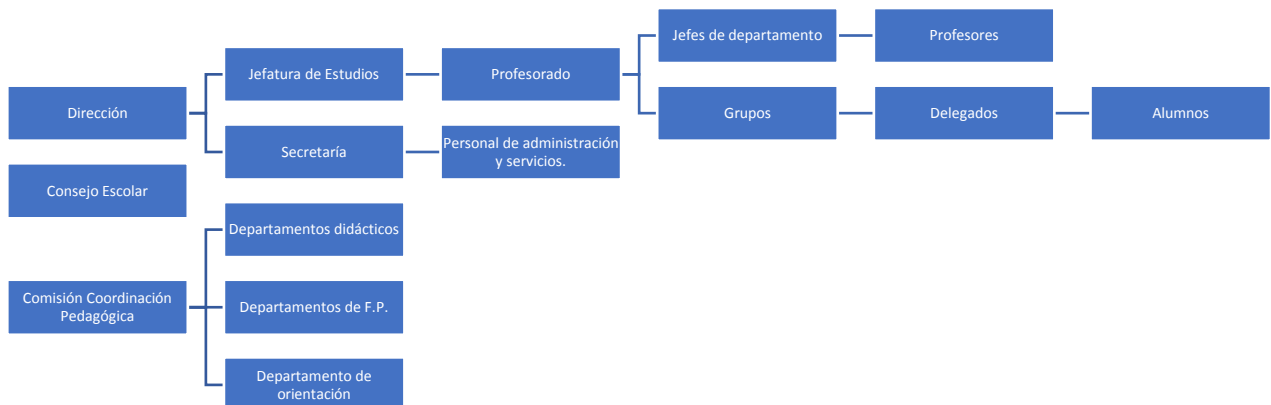 Jefes de departamento
Profesores
Jefatura de Estudios
Profesorado
Dirección
Grupos
Delegados
Alumnos
Secretaría
Personal de administración
y servicios.
Consejo Escolar
Departamentos didácticos
Comisión Coordinación
Pedagógica
Departamentos de F.P.
Departamento de
orientación